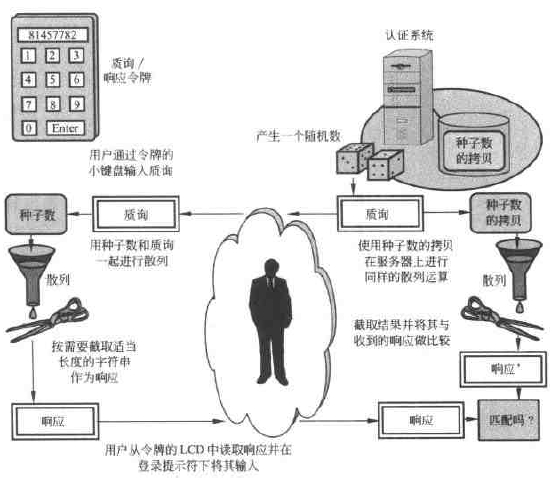 81457782
1 2 3
4 5 6
7 8 9
0 Enter
质询/
响应令牌
认证系统
产生一个随机数
种子数
的拷贝
用户通过令牌的
小键盘输入质询
种子数
质询
质询
种子数
的拷贝
用种子数和质询
一起进行散列
使用种子数的拷贝
在服务器上进行
同样的散列运算
散列
散列
按需要截取适当
长度的字符串
作为响应
截取结果并将其与
收到的响应做比较
响应*
响应
响应
匹配吗?
用户从令牌的LCD中读取响应并在
登录提示符下将其输入